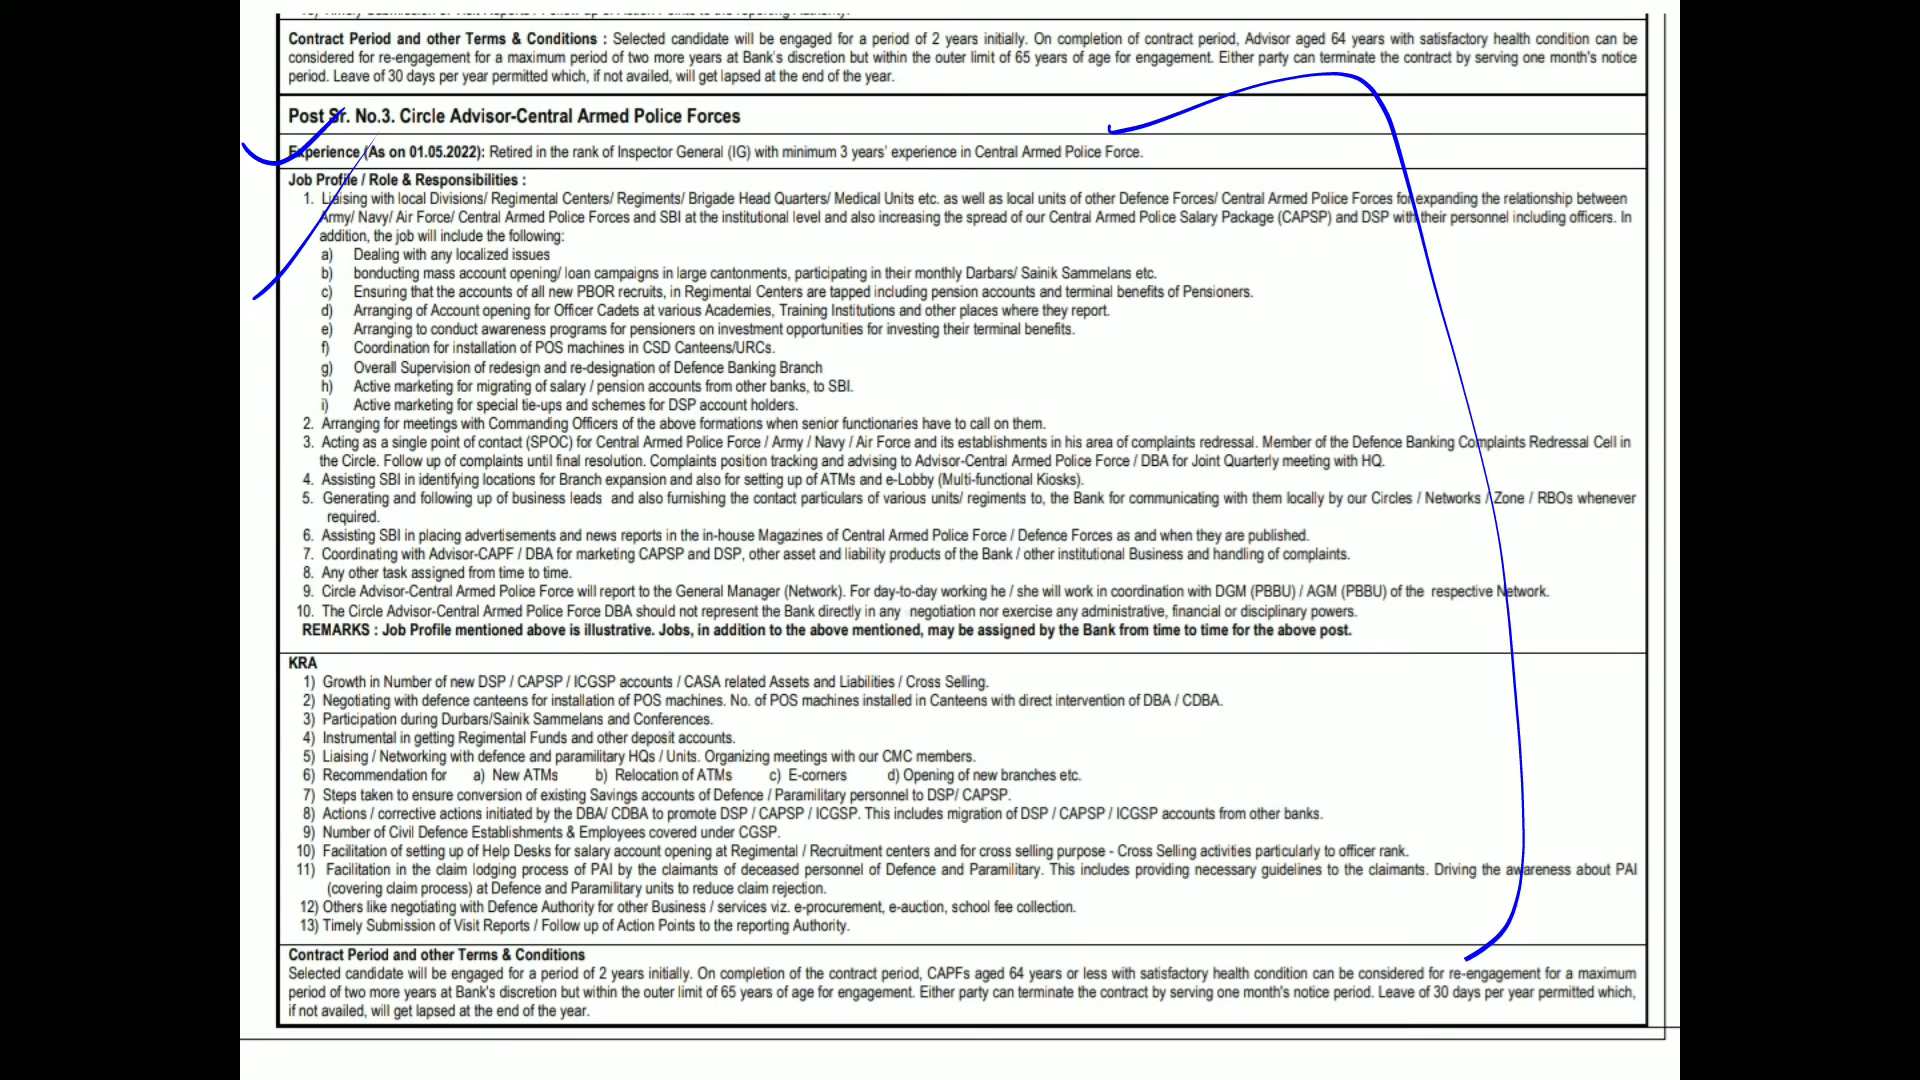 Contract Period and other Terms & Conditions : Selected candidate will be engaged for a period of 2 years initially. On completion of contract period, Advisor aged 64 years with satisfactory health condition can be
considered for re-engagement for a maximum period of two more years at Bank's discretion but within the outer limit of 65 years of age for engagement. Either party can terminate the contract by serving one month's notice
period. Leave of 30 days per year permitted which, if not availed, will get lapsed at the end of the year.
Post Sr. No.3. Circle Advisor-Central Armed Police Forces
Experience (As on 01.05.2022): Retired in the rank of Inspector General (IG) with minimum 3 years' experience in Central Armed Police Force.
Job Profile / Role & Responsibilities :
1. Liaising with local Divisions/ Regimental Centers/ Regiments/ Brigade Head Quarters/ Medical Units etc. as well as local units of other Defence Forces/ Central Armed Police Forces for expanding the relationship between
Army/ Navy/ Air Force/ Central Armed Police Forces and SBI at the institutional level and also increasing the spread of our Central Armed Police Salary Package (CAPSP) and DSP with their personnel including officers. In
addition, the job will include the following:
a) Dealing with any localized issues
b) bonducting mass account opening/ loan campaigns in large cantonments, participating in their monthly Darbars/ Sainik Sammelans etc.
c) Ensuring that the accounts of all new PBOR recruits, in Regimental Centers are tapped including pension accounts and terminal benefits of Pensioners.
d) Arranging of Account opening for Officer Cadets at various Academies, Training Institutions and other places where they report.
e) Arranging to conduct awareness programs for pensioners on investment opportunities for investing their terminal benefits.
f) Coordination for installation of POS machines in CSD Canteens/URCs.
g) Overall Supervision of redesign and re-designation of Defence Banking Branch
h) Active marketing for migrating of salary / pension accounts from other banks, to SBI.
i) Active marketing for special tie-ups and schemes for DSP account holders.
2. Arranging for meetings with Commanding Officers of the above formations when senior functionaries have to call on them.
3. Acting as a single point of contact (SPOC) for Central Armed Police Force / Army / Navy / Air Force and its establishments in his area of complaints redressal. Member of the Defence Banking Complaints Redressal Cell in
the Circle. Follow up of complaints until final resolution. Complaints position tracking and advising to Advisor-Central Armed Police Force / DBA for Joint Quarterly meeting with HQ.
4. Assisting SBI in identifying locations for Branch expansion and also for setting up of ATMs and e-Lobby (Multi-functional Kiosks).
5. Generating and following up of business leads and also furnishing the contact particulars of various units/ regiments to, the Bank for communicating with them locally by our Circles / Networks / Zone / RBOs whenever
required.
6. Assisting SBI in placing advertisements and news reports in the in-house Magazines of Central Armed Police Force / Defence Forces as and when they are published.
7. Coordinating with Advisor-CAPF / DBA for marketing CAPSP and DSP, other asset and liability products of the Bank / other institutional Business and handling of complaints.
8. Any other task assigned from time to time.
9. Circle Advisor-Central Armed Police Force will report to the General Manager (Network). For day-to-day working he / she will work in coordination with DGM (PBBU) / AGM (PBBU) of the respective Network.
10. The Circle Advisor-Central Armed Police Force DBA should not represent the Bank directly in any negotiation nor exercise any administrative, financial or disciplinary powers.
REMARKS : Job Profile mentioned above is illustrative. Jobs, in addition to the above mentioned, may be assigned by the Bank from time to time for the above post.
KRA
1) Growth in Number of new DSP / CAPSP / ICGSP accounts / CASA related Assets and Liabilities / Cross Selling.
2) Negotiating with defence canteens for installation of POS machines. No. of POS machines installed in Canteens with direct intervention of DBA / CDBA.
3) Participation during Durbars/Sainik Sammelans and Conferences.
4) Instrumental in getting Regimental Funds and other deposit accounts.
5) Liaising / Networking with defence and paramilitary HQs / Units. Organizing meetings with our CMC members.
6) Recommendation for a) New ATMs b) Relocation of ATMs c) E-corners d) Opening of new branches etc.
7) Steps taken to ensure conversion of existing Savings accounts of Defence / Paramilitary personnel to DSP/ CAPSP.
8) Actions / corrective actions initiated by the DBA/ CDBA to promote DSP / CAPSP / ICGSP. This includes migration of DSP / CAPSP / ICGSP accounts from other banks.
9) Number of Civil Defence Establishments & Employees covered under CGSP.
10) Facilitation of setting up of Help Desks for salary account opening at Regimental / Recruitment centers and for cross selling purpose - Cross Selling activities particularly to officer rank.
11) Facilitation in the claim lodging process of PAI by the claimants of deceased personnel of Defence and Paramilitary. This includes providing necessary guidelines to the claimants. Driving the awareness about PAI
(covering claim process) at Defence and Paramilitary units to reduce claim rejection.
12) Others like negotiating with Defence Authority for other Business / services viz. e-procurement, e-auction, school fee collection.
13) Timely Submission of Visit Reports / Follow up of Action Points to the reporting Authority.
Contract Period and other Terms & Conditions
Selected candidate will be engaged for a period of 2 years initially. On completion of the contract period, CAPFs aged 64 years or less with satisfactory health condition can be considered for re-engagement for a maximum
period of two more years at Bank's discretion but within the outer limit of 65 years of age for engagement. Either party can terminate the contract by serving one month's notice period. Leave of 30 days per year permitted which,
if not availed, will get lapsed at the end of the year.